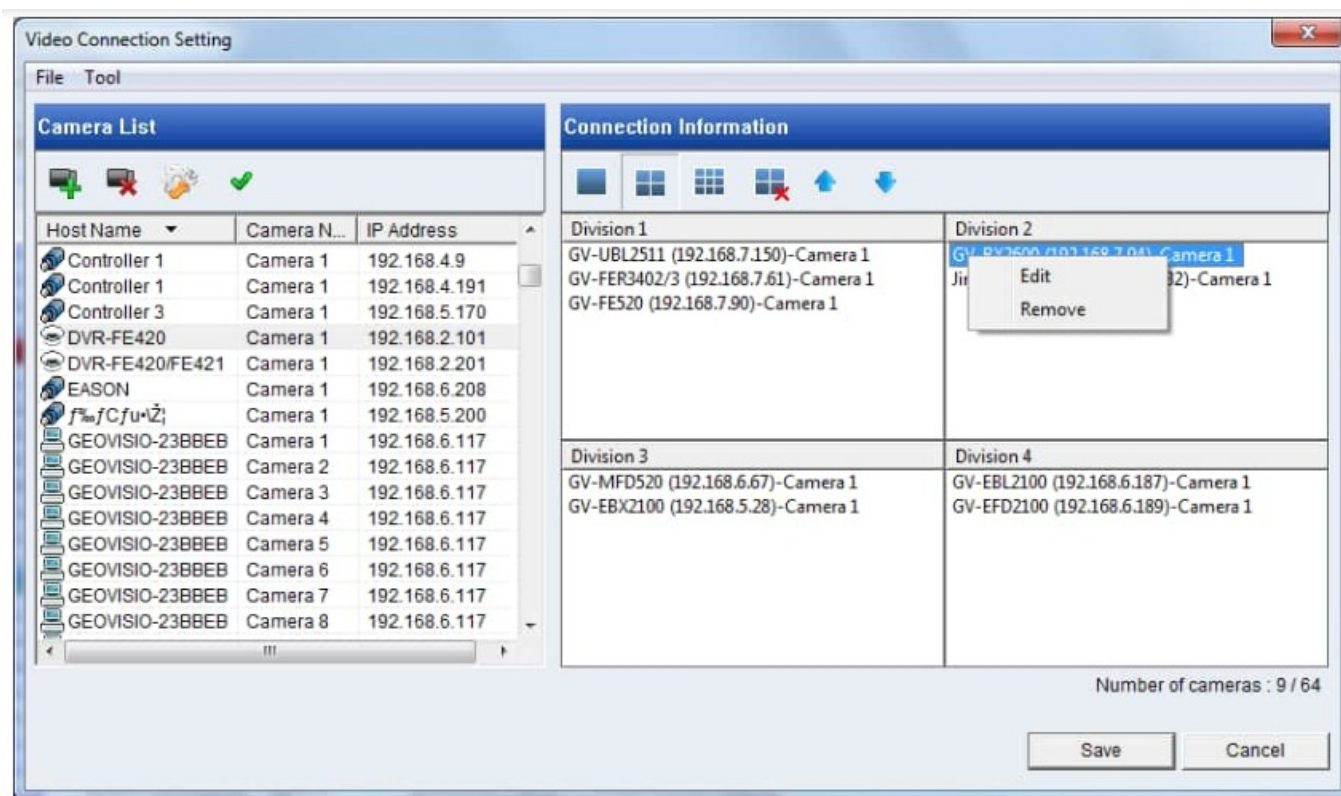 Video Connection Setting
File Tool
Camera List
Host Name Camera N... IP Address
Controller 1 Camera 1 192.168.4.9
Controller 1 Camera 1 192.168.4.191
Controller 3 Camera 1 192.168.5.170
DVR-FE420 Camera 1 192.168.2.101
DVR-FE420/FE421 Camera 1 192.168.2.201
EASON Camera 1 192.168.6.208
Camera 1 192.168.5.200
GEOVISIO-23BBEB Camera 1 192.168.6.117
GEOVISIO-23BBEB Camera 2 192.168.6.117
GEOVISIO-23BBEB Camera 3 192.168.6.117
GEOVISIO-23BBEB Camera 4 192.168.6.117
GEOVISIO-23BBEB Camera 5 192.168.6.117
GEOVISIO-23BBEB Camera 6 192.168.6.117
GEOVISIO-23BBEB Camera 7 192.168.6.117
GEOVISIO-23BBEB Camera 8 192.168.6.117
Connection Information
Division 1
GV-UBL2511 (192.168.7.150)-Camera 1
GV-FER3402/3 (192.168.7.61)-Camera 1
GV-FE520 (192.168.7.90)-Camera 1
Division 2
Camera 1
32)-Camera 1
Edit
Remove
Division 3
GV-MFD520 (192.168.6.67)-Camera 1
GV-EBX2100 (192.168.5.28)-Camera 1
Division 4
GV-EBL2100 (192.168.6.187)-Camera 1
GV-EFD2100 (192.168.6.189)-Camera 1
Number of cameras : 9 / 64
Save Cancel